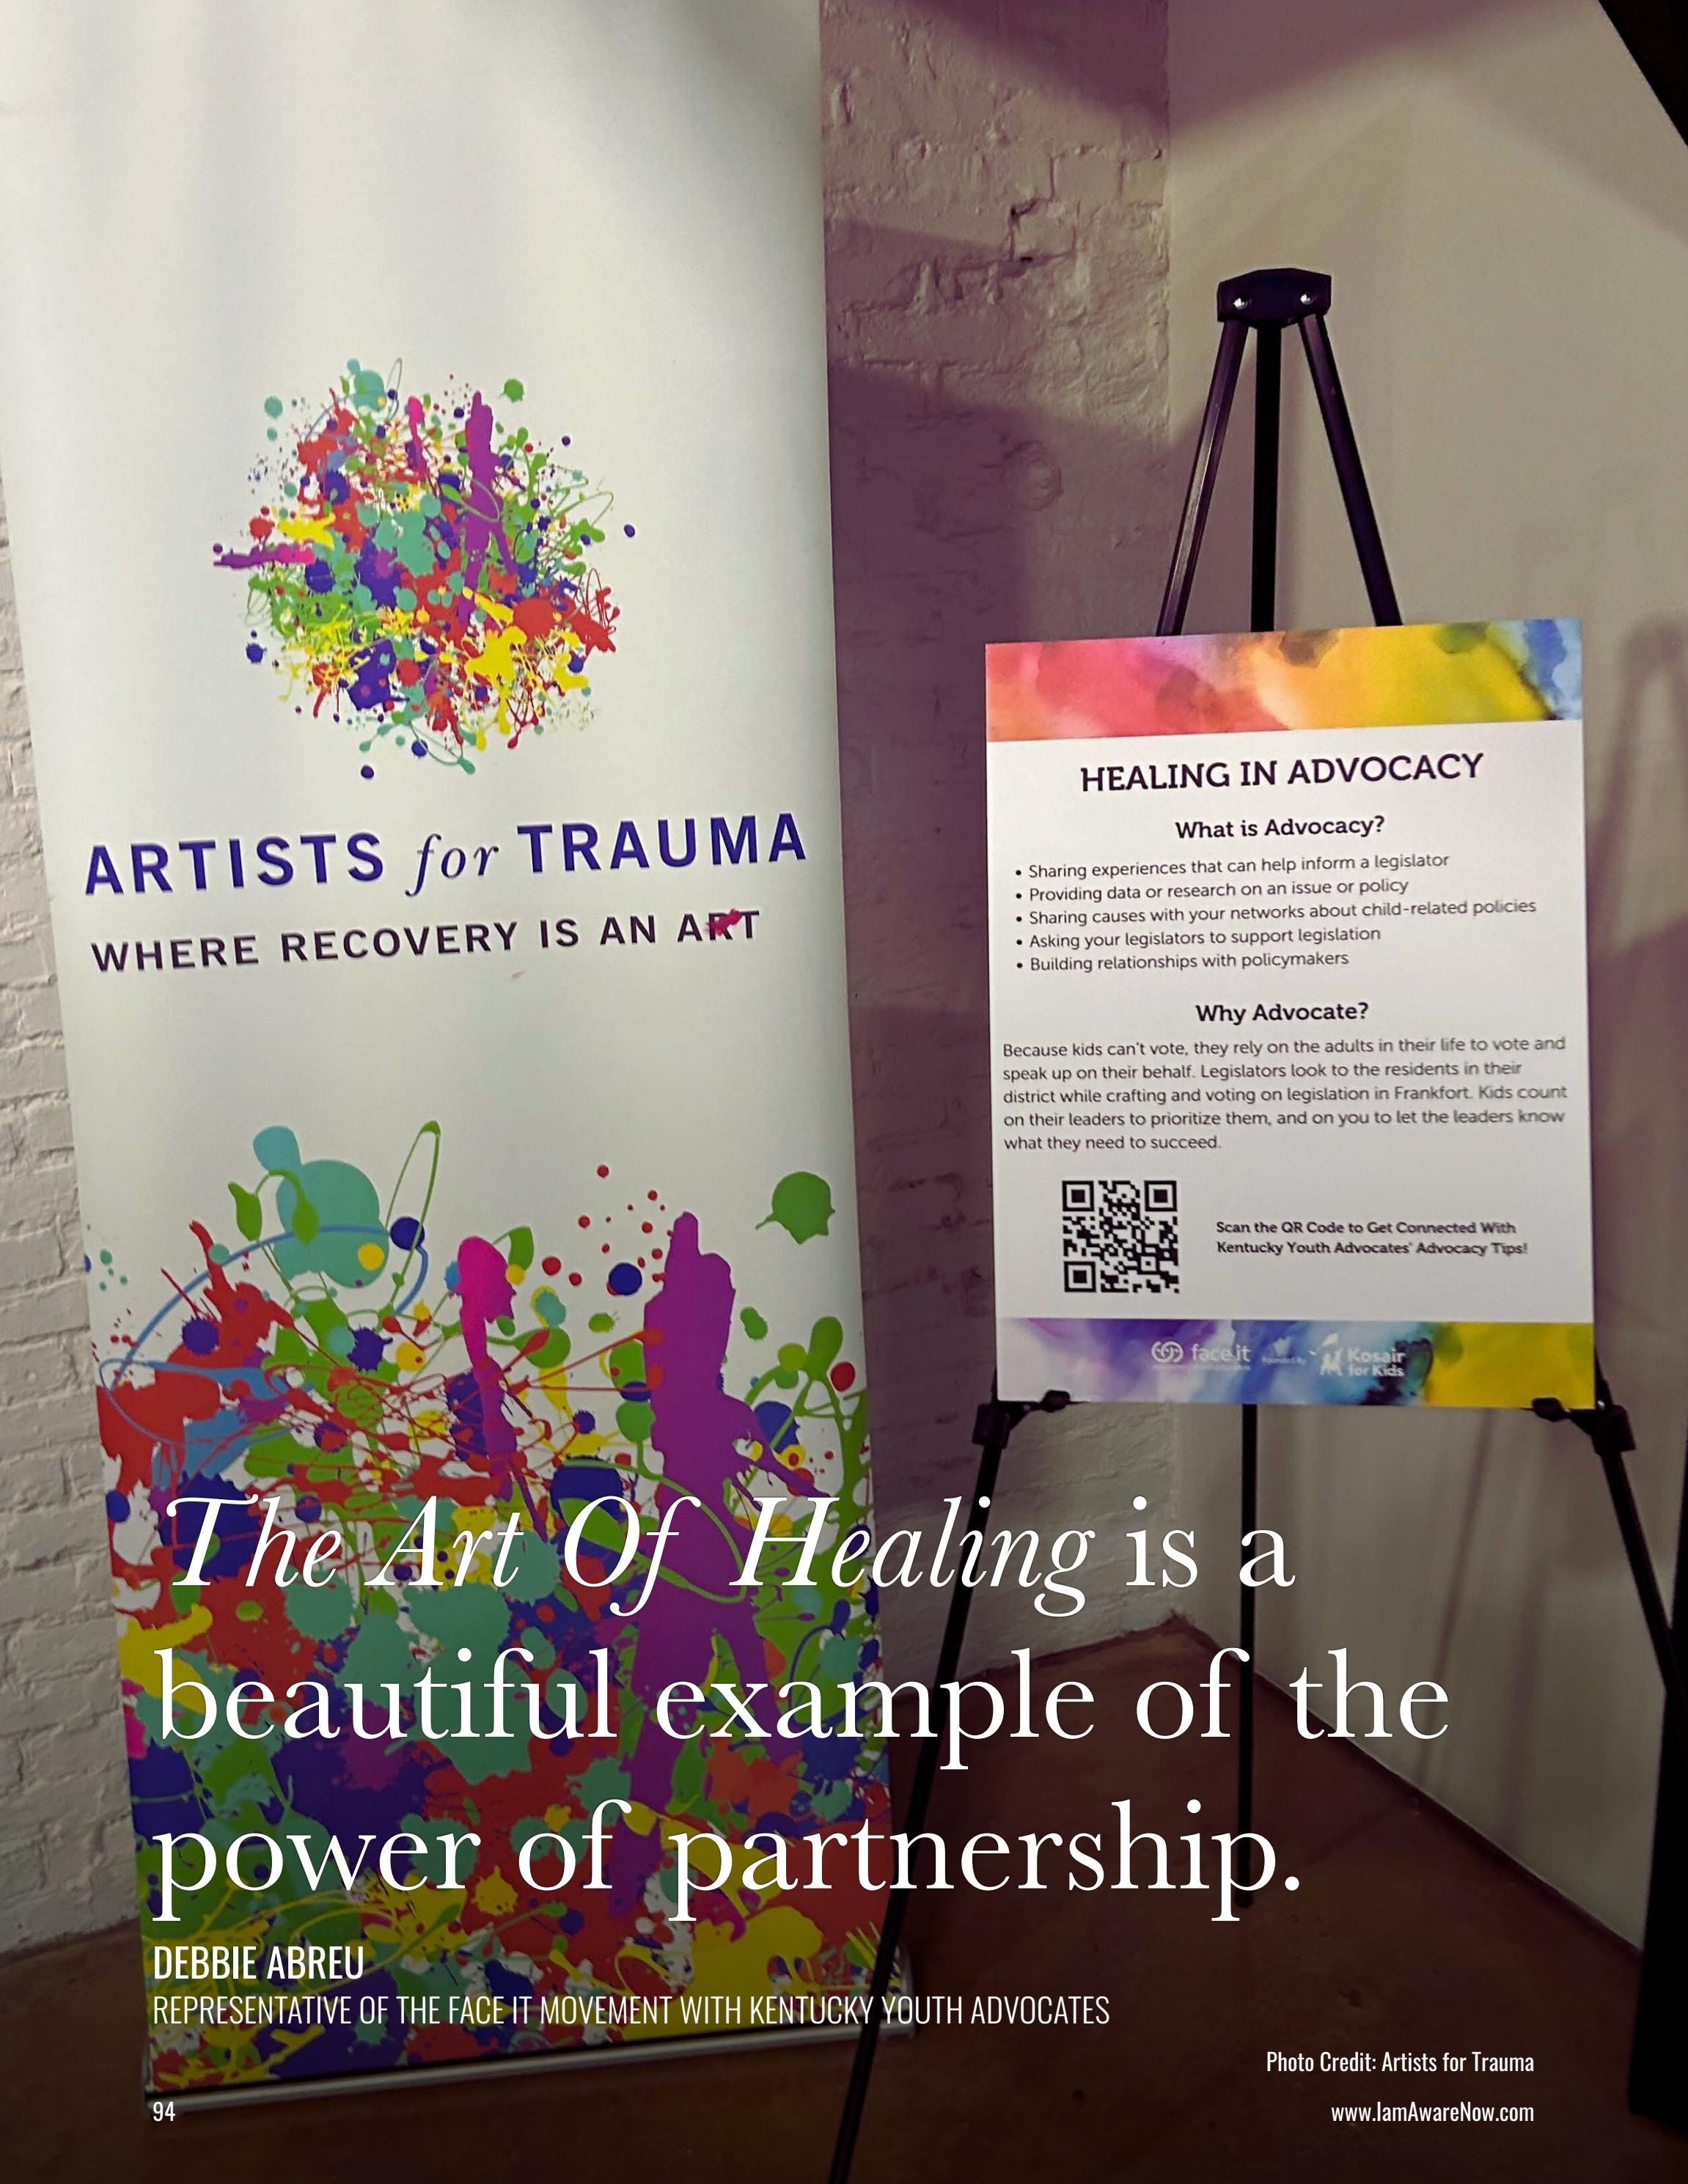 ARTISTS for TRAUMA
WHERE RECOVERY IS AN ART
HEALING IN ADVOCACY
What is Advocacy?
• Sharing experiences that can help inform a legislator
• Providing data or research on an issue or policy
• Sharing causes with your networks about child-related policies
• Asking your legislators to support legislation
• Building relationships with policymakers
Why Advocate?
Because kids can't vote, they rely on the adults in their life to vote and
speak up on their behalf. Legislators look to the residents in their
district while crafting and voting on legislation in Frankfort. Kids count
on their leaders to prioritize them, and on you to let the leaders know
what they need to succeed.
Scan the QR Code to Get Connected With
Kentucky Youth Advocates' Advocacy Tips!
face it
Kosair
for Kids
The Art Of Healing is a
beautiful example of the
power of partnership.
DEBBIE ABREU
REPRESENTATIVE OF THE FACE IT MOVEMENT WITH KENTUCKY YOUTH ADVOCATES
Photo Credit: Artists for Trauma
94
www.IamAwareNow.com